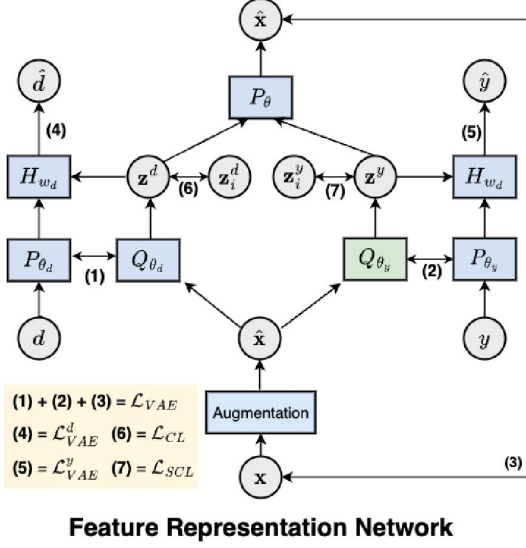 x̂
d̂
ŷ
P_θ
(4)
(5)
H_{w_d}
z^d
(6)
z_i^d
z_i^y
(7)
z^y
H_{w_d}
P_{θ_d}
(1)
Q_{θ_d}
Q_{θ_y}
(2)
P_{θ_y}
d
x̂
y
(1) + (2) + (3) = ℒ_{VAE}
(4) = ℒ^d_{VAE} (6) = ℒ_{CL}
(5) = ℒ^y_{VAE} (7) = ℒ_{SCL}
Augmentation
x
(3)
Feature Representation Network